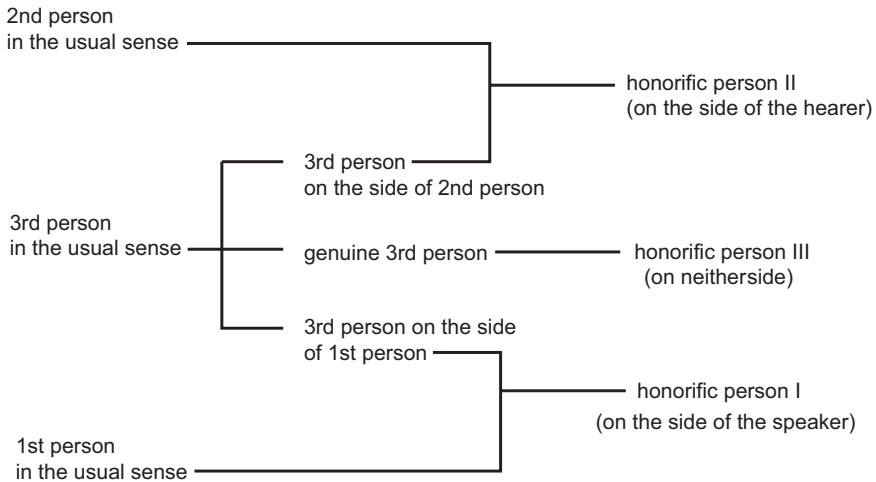 2nd person
in the usual sense
honorific person II
(on the side of the hearer)
3rd person
on the side of 2nd person
3rd person
in the usual sense
genuine 3rd person
honorific person III
(on neitherside)
3rd person on the side
of 1st person
honorific person I
(on the side of the speaker)
1st person
in the usual sense